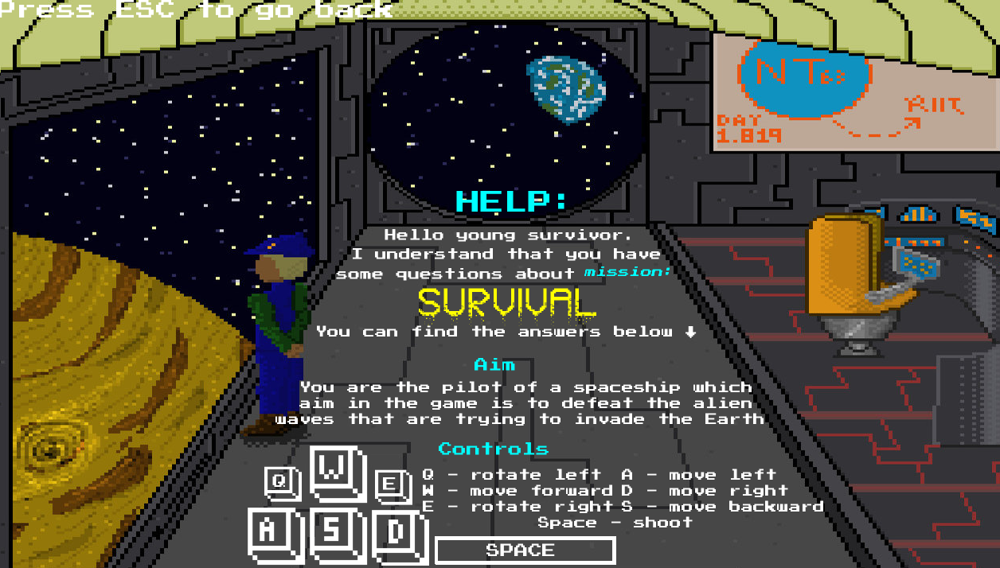 Press ESC to go back
NT63
DAY
1.819
HELP:
Hello young survivor.
I understand that you have
some questions about mission:
SURVIVAL
You can find the answers below ↓
Aim
You are the pilot of a spaceship which
aim in the game is to defeat the alien
waves that are trying to invade the Earth
Controls
Q W E
A S D
Q - rotate left A - move left
W - move forward D - move right
E - rotate right S - move backward
Space - shoot
SPACE